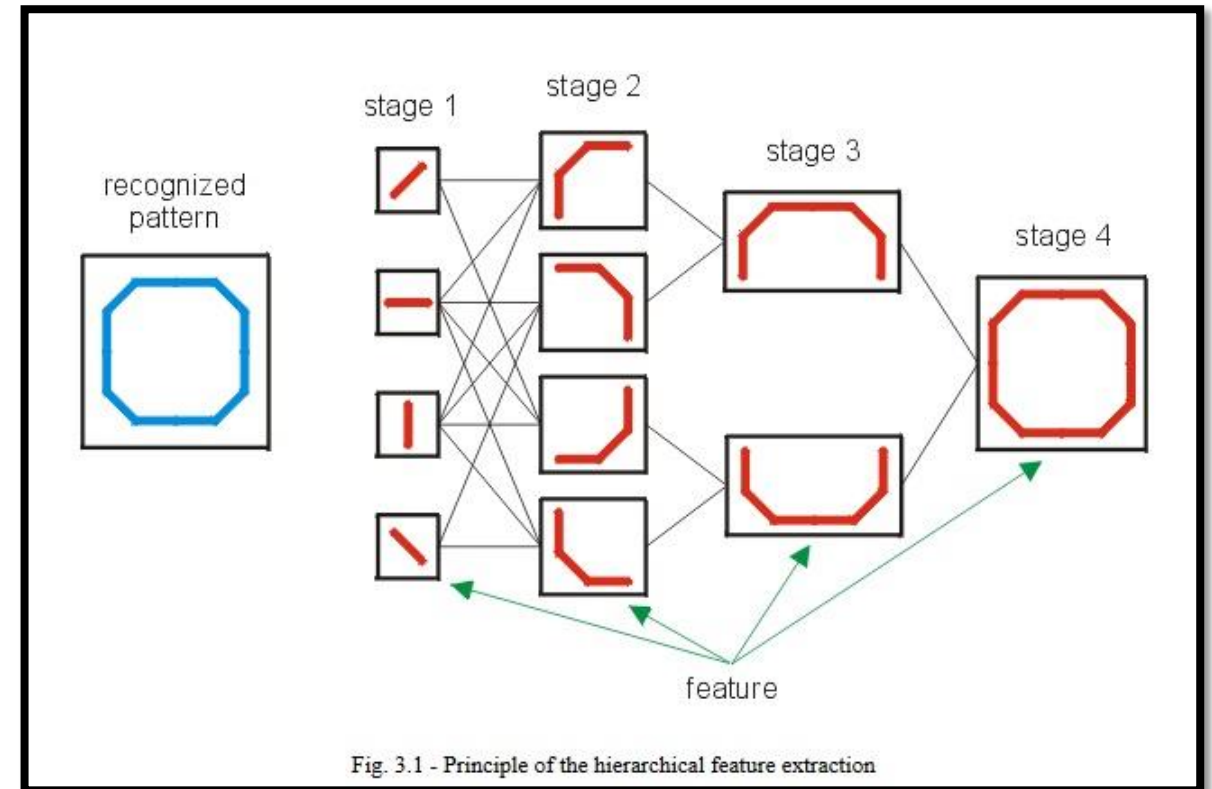 stage 1
stage 2
stage 3
stage 4
recognized
pattern
feature
Fig. 3.1 - Principle of the hierarchical feature extraction